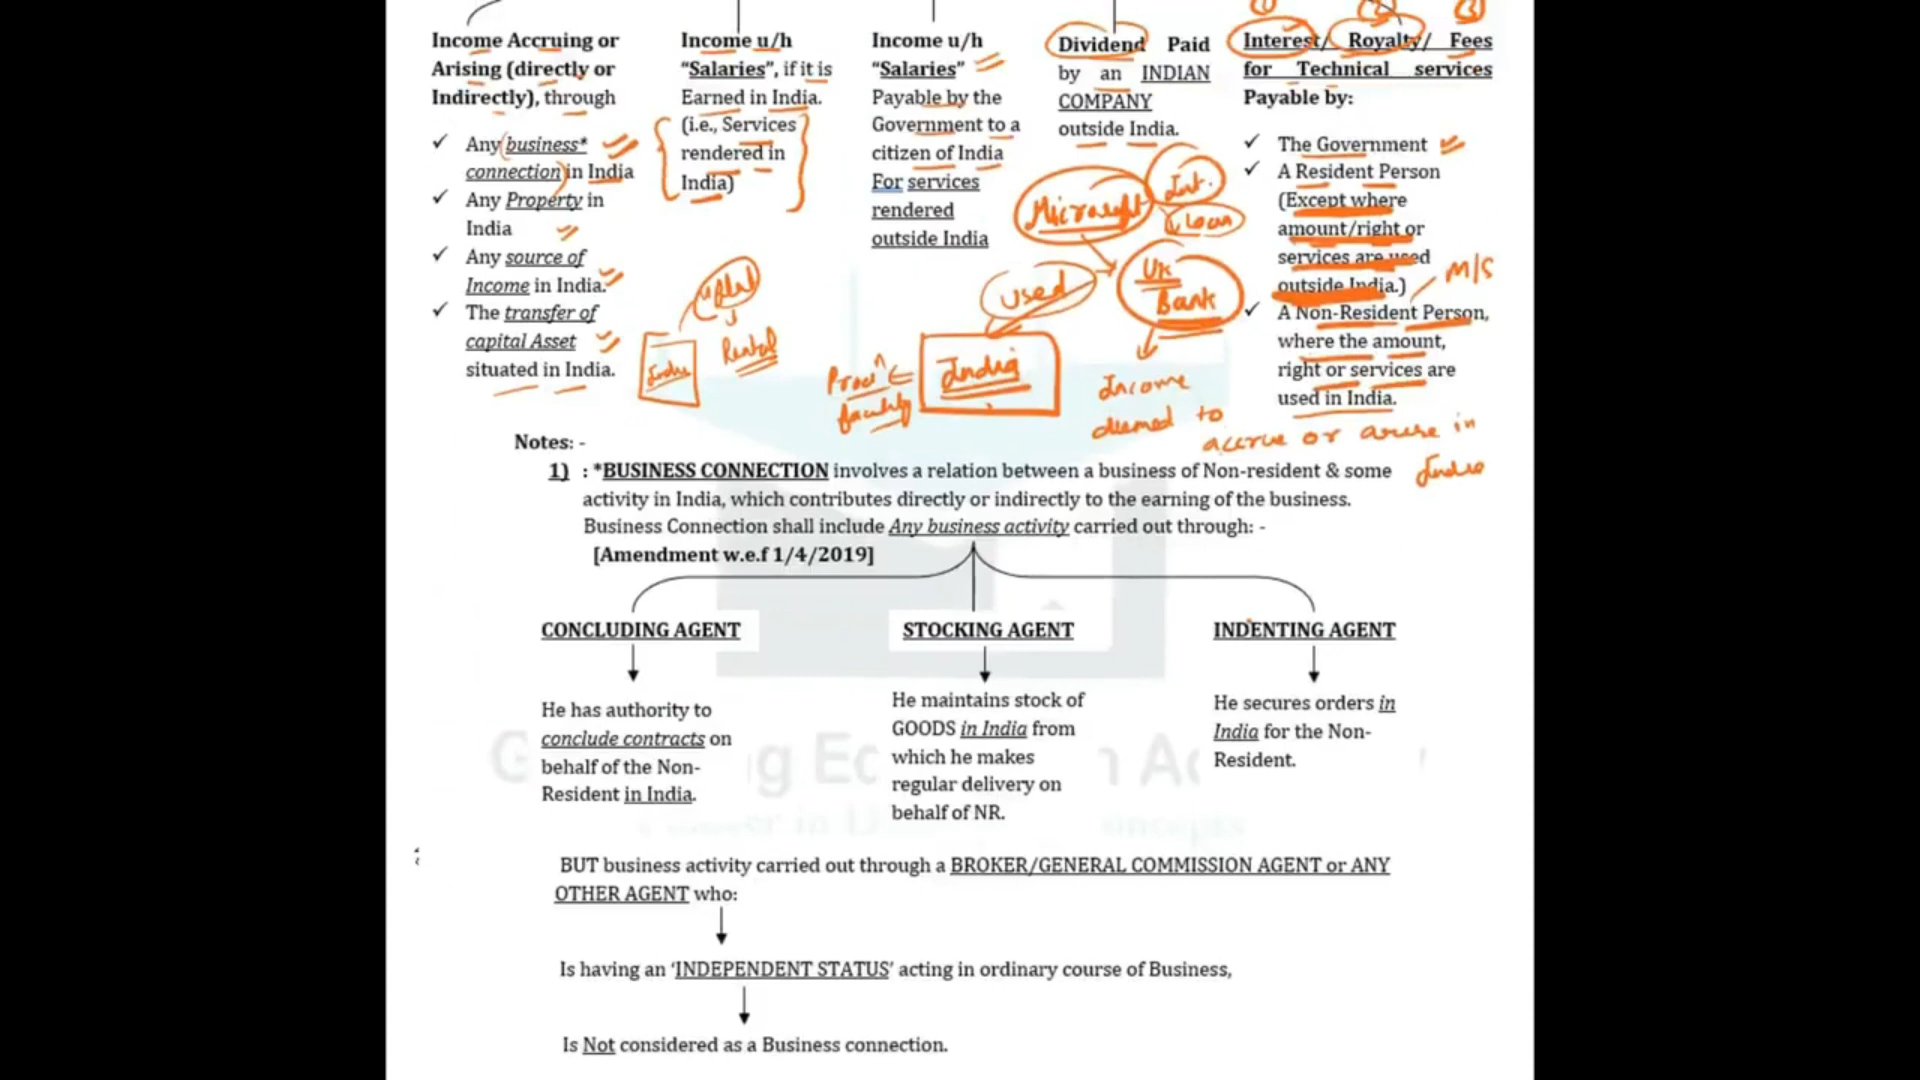 Income Accruing or
Arising (directly or
Indirectly), through
✓ Any business*
connection in India
✓ Any Property in
India
✓ Any source of
Income in India.
✓ The transfer of
capital Asset
situated in India.
Income u/h
“Salaries”, if it is
Earned in India.
(i.e., Services
rendered in
India)
Income u/h
“Salaries”
Payable by the
Government to a
citizen of India
For services
rendered
outside India
Dividend Paid
by an INDIAN
COMPANY
outside India.
① ② ③
Interest/ Royalty/ Fees
for Technical services
Payable by:
✓ The Government
✓ A Resident Person
(Except where
amount/right or
services are used
outside India.)
✓ A Non-Resident Person,
where the amount,
right or services are
used in India.
Microsoft
Int.
Loan
UK
Bank
used
India
India
Rental
facility
M/S
Income
deemed to
accrue or arise in
India
Notes: -
1) : *BUSINESS CONNECTION involves a relation between a business of Non-resident & some
activity in India, which contributes directly or indirectly to the earning of the business.
Business Connection shall include Any business activity carried out through: -
[Amendment w.e.f 1/4/2019]
CONCLUDING AGENT
He has authority to
conclude contracts on
behalf of the Non-
Resident in India.
STOCKING AGENT
He maintains stock of
GOODS in India from
which he makes
regular delivery on
behalf of NR.
INDENTING AGENT
He secures orders in
India for the Non-
Resident.
BUT business activity carried out through a BROKER/GENERAL COMMISSION AGENT or ANY
OTHER AGENT who:
Is having an ‘INDEPENDENT STATUS’ acting in ordinary course of Business,
Is Not considered as a Business connection.